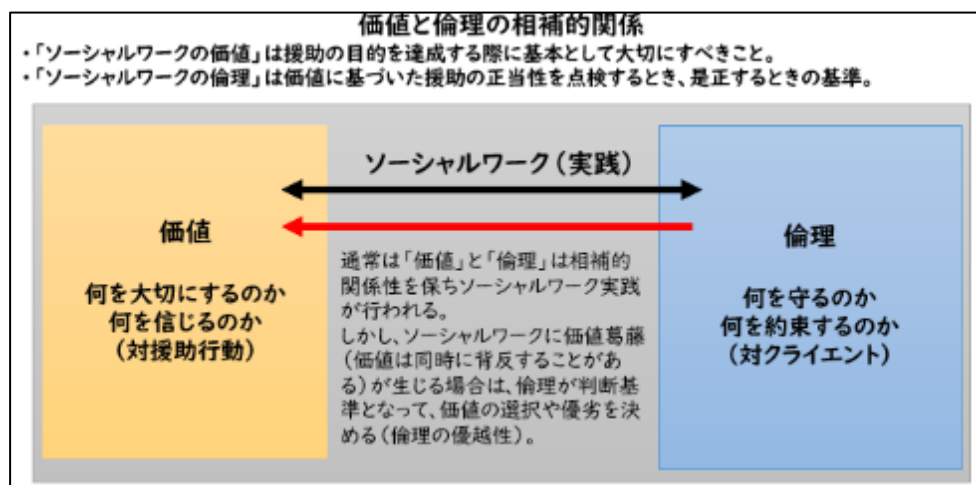 価値と倫理の相補的関係
・「ソーシャルワークの価値」は援助の目的を達成する際に基本として大切にすべきこと。
・「ソーシャルワークの倫理」は価値に基づいた援助の正当性を点検するとき、是正するときの基準。
ソーシャルワーク(実践)
価値
何を大切にするのか
何を信じるのか
(対援助行動)
通常は「価値」と「倫理」は相補的
関係性を保ちソーシャルワーク実践
が行われる。
しかし、ソーシャルワークに価値葛藤
(価値は同時に背反することがあ
る)が生じる場合は、倫理が判断基
準となって、価値の選択や優劣を決
める(倫理の優越性)。
倫理
何を守るのか
何を約束するのか
(対クライエント)